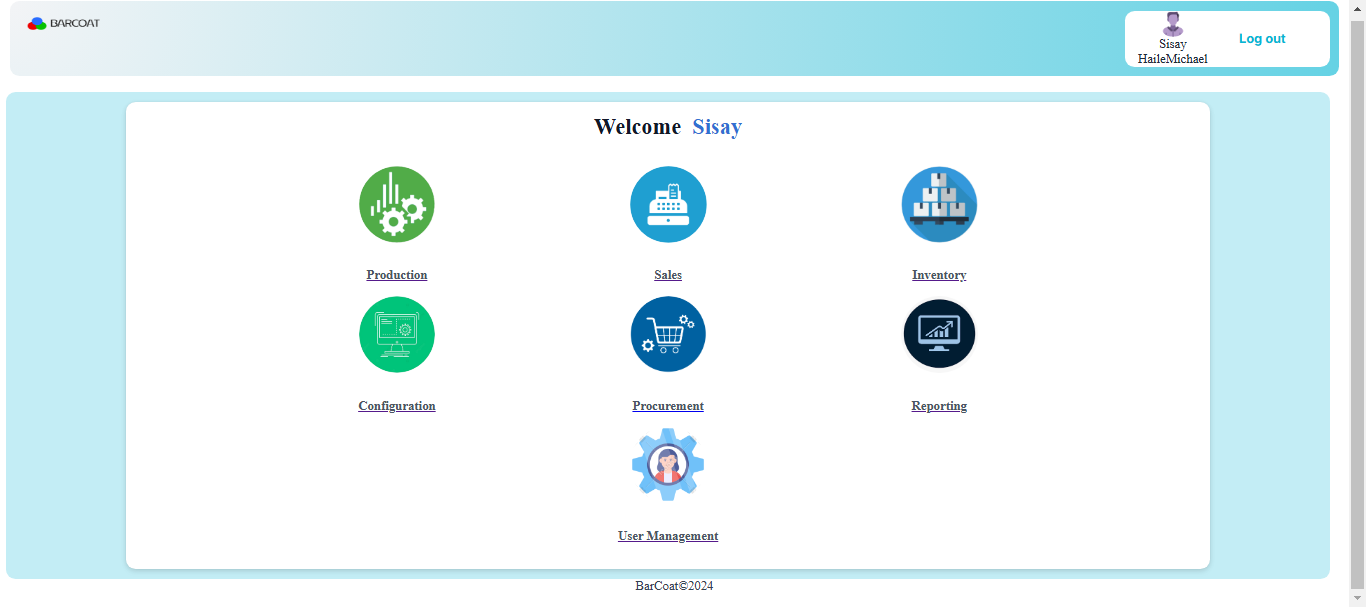 BARCOAT
Sisay
HaileMichael
Log out
Welcome Sisay
Production
Sales
Inventory
Configuration
Procurement
Reporting
User Management
BarCoat©2024